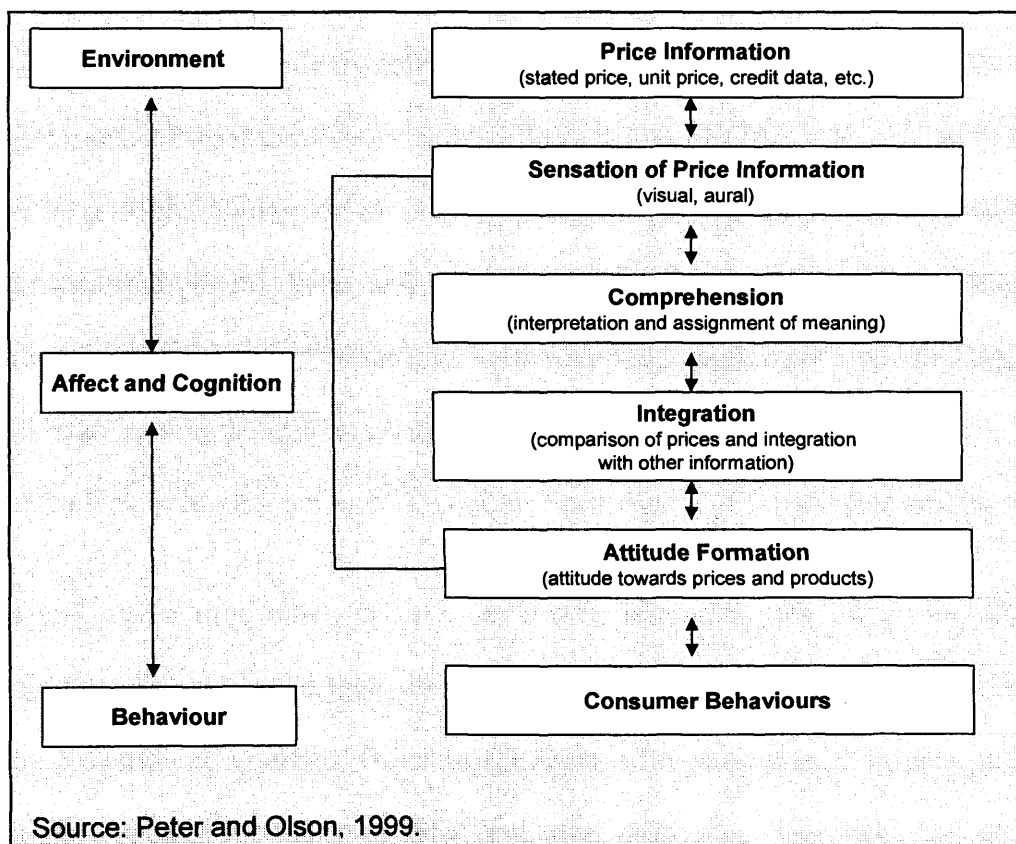 Environment
Price Information
(stated price, unit price, credit data, etc.)
Sensation of Price Information
(visual, aural)
Comprehension
(interpretation and assignment of meaning)
Affect and Cognition
Integration
(comparison of prices and integration
with other information)
Attitude Formation
(attitude towards prices and products)
Behaviour
Consumer Behaviours
Source: Peter and Olson, 1999.